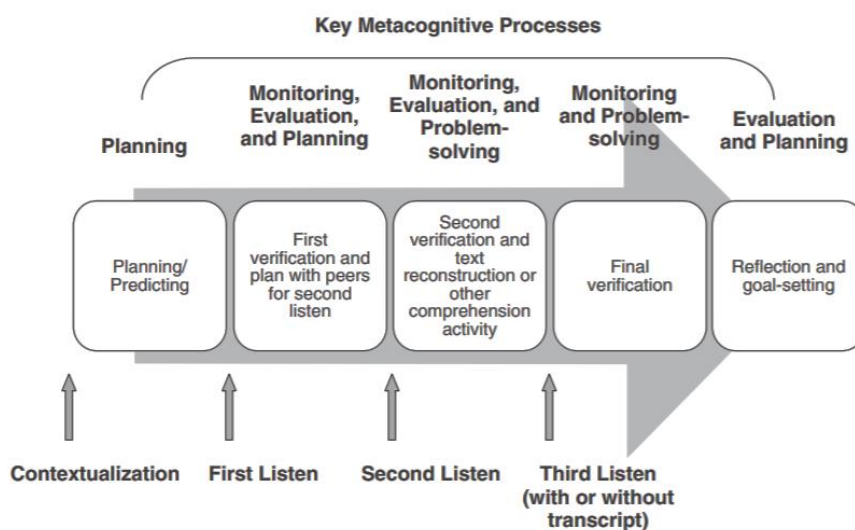 Key Metacognitive Processes
Planning
Monitoring,
Evaluation,
and Planning
Monitoring,
Evaluation, and
Problem-
solving
Monitoring
and Problem-
solving
Evaluation
and Planning
Planning/
Predicting
First
verification and
plan with peers
for second
listen
Second
verification and
text
reconstruction or
other
comprehension
activity
Final
verification
Reflection and
goal-setting
Contextualization
First Listen
Second Listen
Third Listen
(with or without
transcript)